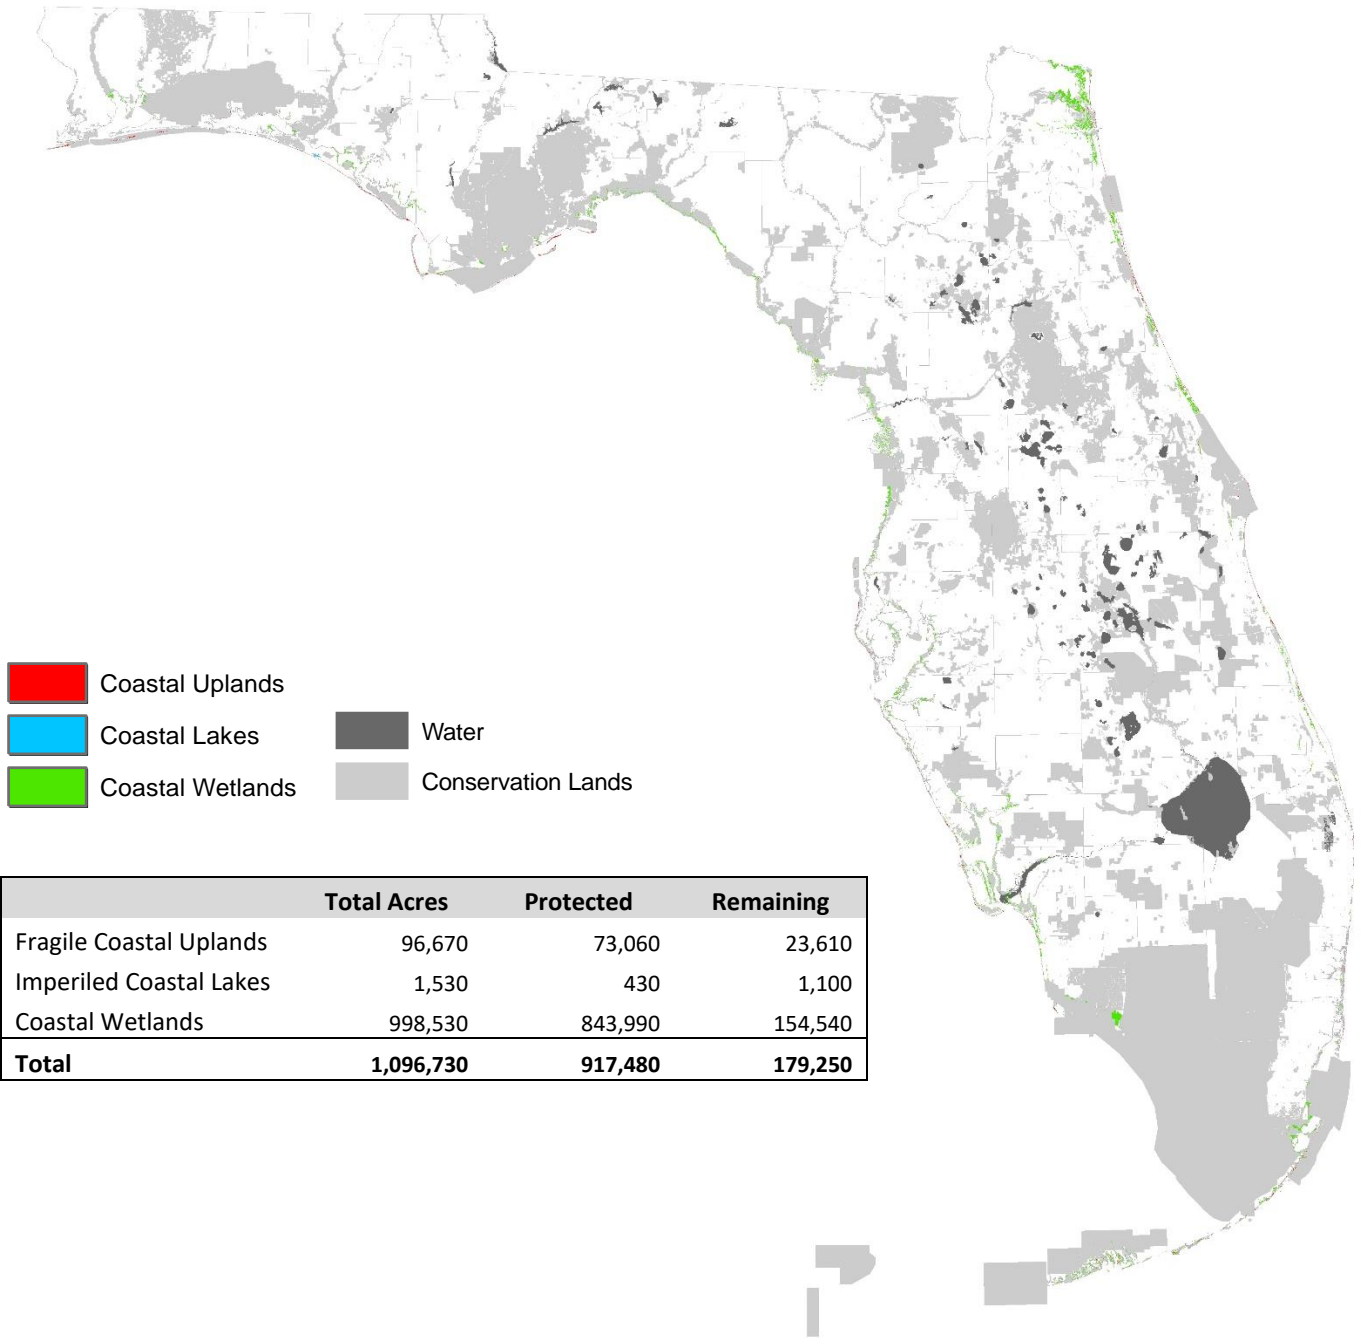 Coastal Uplands
Coastal Lakes
Water
Coastal Wetlands
Conservation Lands
Total Acres Protected Remaining
Fragile Coastal Uplands 96,670 73,060 23,610
Imperiled Coastal Lakes 1,530 430 1,100
Coastal Wetlands 998,530 843,990 154,540
Total 1,096,730 917,480 179,250